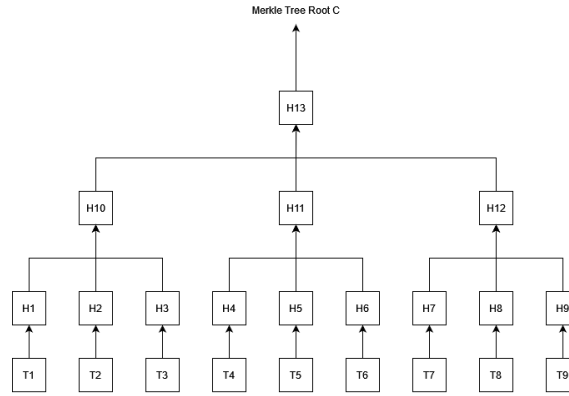 Merkle Tree Root C
H13
H10 H11 H12
H1 H2 H3 H4 H5 H6 H7 H8 H9
T1 T2 T3 T4 T5 T6 T7 T8 T9